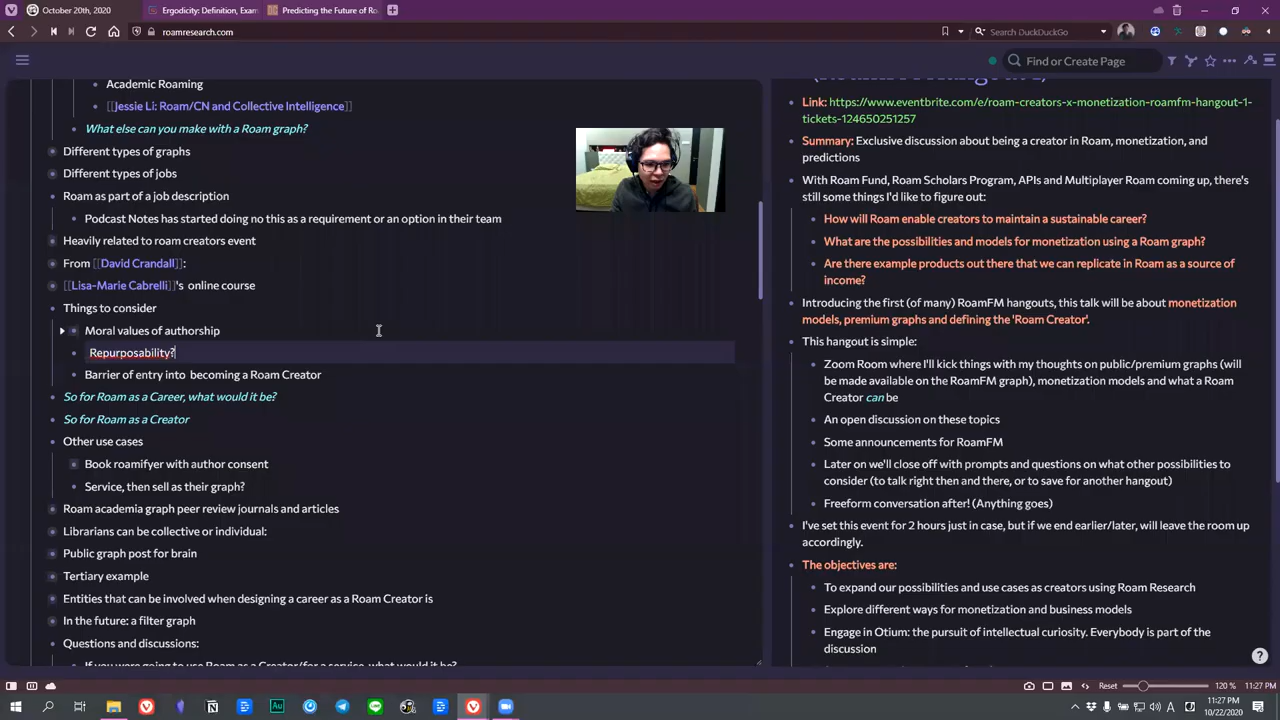 October 20th, 2020
Ergodicity: Definition, Exam
Predicting the Future of Ro
roamresearch.com
Search DuckDuckGo
Find or Create Page
Academic Roaming
[[Jessie Li: Roam/CN and Collective Intelligence]]
What else can you make with a Roam graph?
Different types of graphs
Different types of jobs
Roam as part of a job description
Podcast Notes has started doing no this as a requirement or an option in their team
Heavily related to roam creators event
From [[David Crandall]]:
[[Lisa-Marie Cabrelli]]'s online course
Things to consider
Moral values of authorship
Repurposability?
Barrier of entry into becoming a Roam Creator
So for Roam as a Career, what would it be?
So for Roam as a Creator
Other use cases
Book roamifyer with author consent
Service, then sell as their graph?
Roam academia graph peer review journals and articles
Librarians can be collective or individual:
Public graph post for brain
Tertiary example
Entities that can be involved when designing a career as a Roam Creator is
In the future: a filter graph
Questions and discussions:
If you were going to use Roam as a Creator/for a service, what would it be?
Link: https://www.eventbrite.com/e/roam-creators-x-monetization-roamfm-hangout-1-
tickets-124650251257
Summary: Exclusive discussion about being a creator in Roam, monetization, and
predictions
With Roam Fund, Roam Scholars Program, APIs and Multiplayer Roam coming up, there's
still some things I'd like to figure out:
How will Roam enable creators to maintain a sustainable career?
What are the possibilities and models for monetization using a Roam graph?
Are there example products out there that we can replicate in Roam as a source of
income?
Introducing the first (of many) RoamFM hangouts, this talk will be about monetization
models, premium graphs and defining the 'Roam Creator'.
This hangout is simple:
Zoom Room where I'll kick things with my thoughts on public/premium graphs (will
be made available on the RoamFM graph), monetization models and what a Roam
Creator can be
An open discussion on these topics
Some announcements for RoamFM
Later on we'll close off with prompts and questions on what other possibilities to
consider (to talk right then and there, or to save for another hangout)
Freeform conversation after! (Anything goes)
I've set this event for 2 hours just in case, but if we end earlier/later, will leave the room up
accordingly.
The objectives are:
To expand our possibilities and use cases as creators using Roam Research
Explore different ways for monetization and business models
Engage in Otium: the pursuit of intellectual curiosity. Everybody is part of the
discussion
Reset
120 %
11:27 PM
11:27 PM
10/22/2020